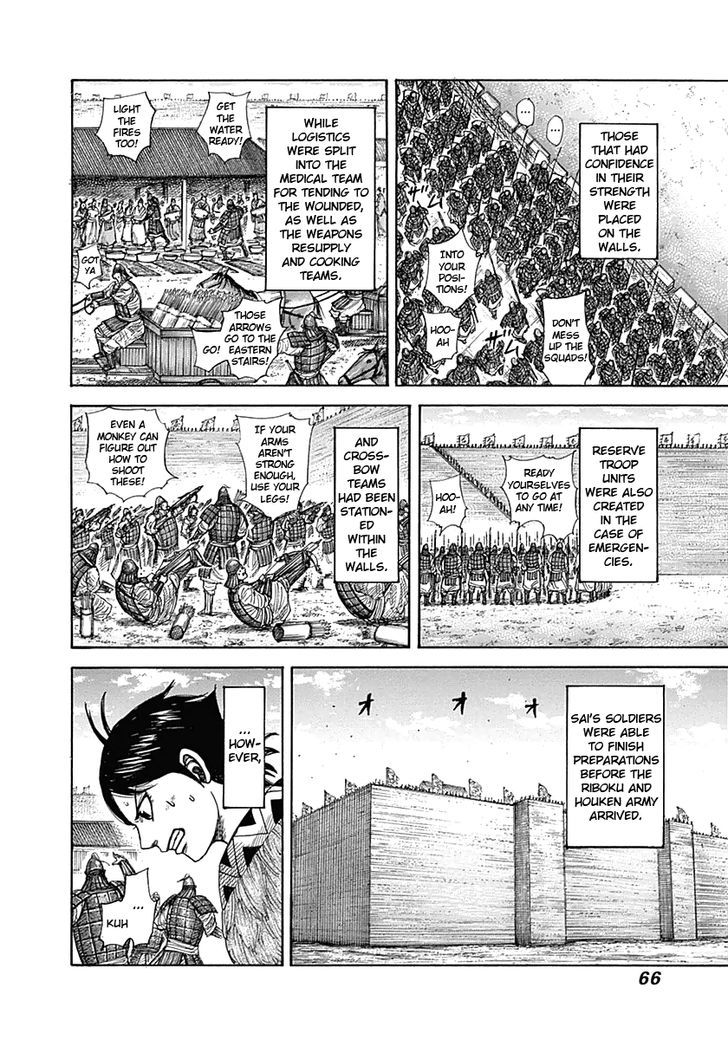 THOSE
THAT HAD
CONFIDENCE
IN THEIR
STRENGTH
WERE
PLACED
ON THE
WALLS.
...
...
INTO
YOUR
POSI-
TIONS!
HOO-
AH
DON'T
MESS
UP THE
SQUADS!
WHILE
LOGISTICS
WERE SPLIT
INTO THE
MEDICAL TEAM
FOR TENDING
TO THE
WOUNDED,
AS WELL AS
THE WEAPONS
RESUPPLY
AND COOKING
TEAMS.
GET
THE
WATER
READY!
LIGHT
THE
FIRES
TOO!
GOT
YA
THOSE
ARROWS
GO TO THE
EASTERN
STAIRS!
GO!
RESERVE
TROOP
UNITS
WERE ALSO
CREATED
IN THE
CASE OF
EMERGEN-
CIES.
READY
YOURSELVES
TO GO AT
ANY TIME!
HOO-
AH!
AND
CROSS-
BOW
TEAMS
HAD BEEN
STATION-
ED
WITHIN
THE
WALLS.
IF YOUR
ARMS
AREN'T
STRONG
ENOUGH,
USE YOUR
LEGS!
EVEN A
MONKEY CAN
FIGURE OUT
HOW TO
SHOOT
THESE!
SAI'S SOLDIERS
WERE ABLE
TO FINISH
PREPARATIONS
BEFORE THE
RIBOKU AND
HOUKEN ARMY
ARRIVED.
オ オ オ
...
HOW-
EVER,
...
KUH
66